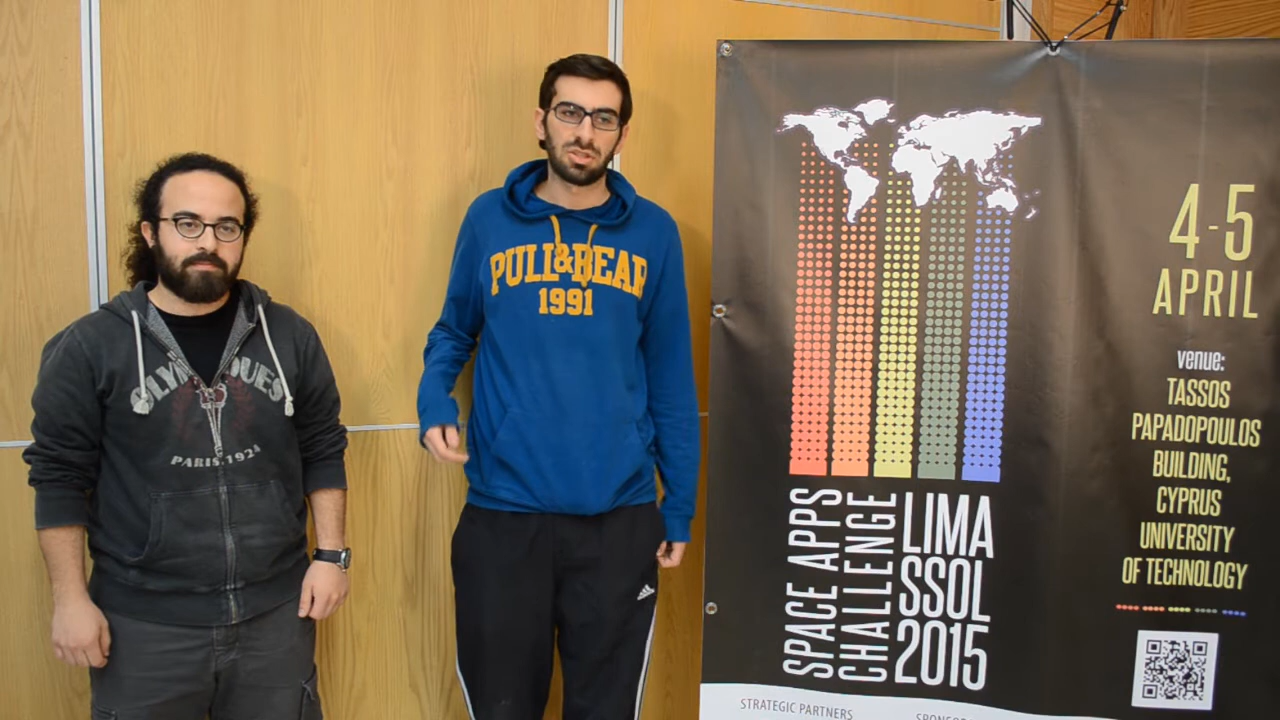 OLYMPIQUES
PARIS.1924
PULL&BEAR
1991
4-5
APRIL
venue:
TASSOS
PAPADOPOULOS
BUILDING,
CYPRUS
UNIVERSITY
OF TECHNOLOGY
SPACE APPS
CHALLENGE
LIMA
SSOL
2015
STRATEGIC PARTNERS